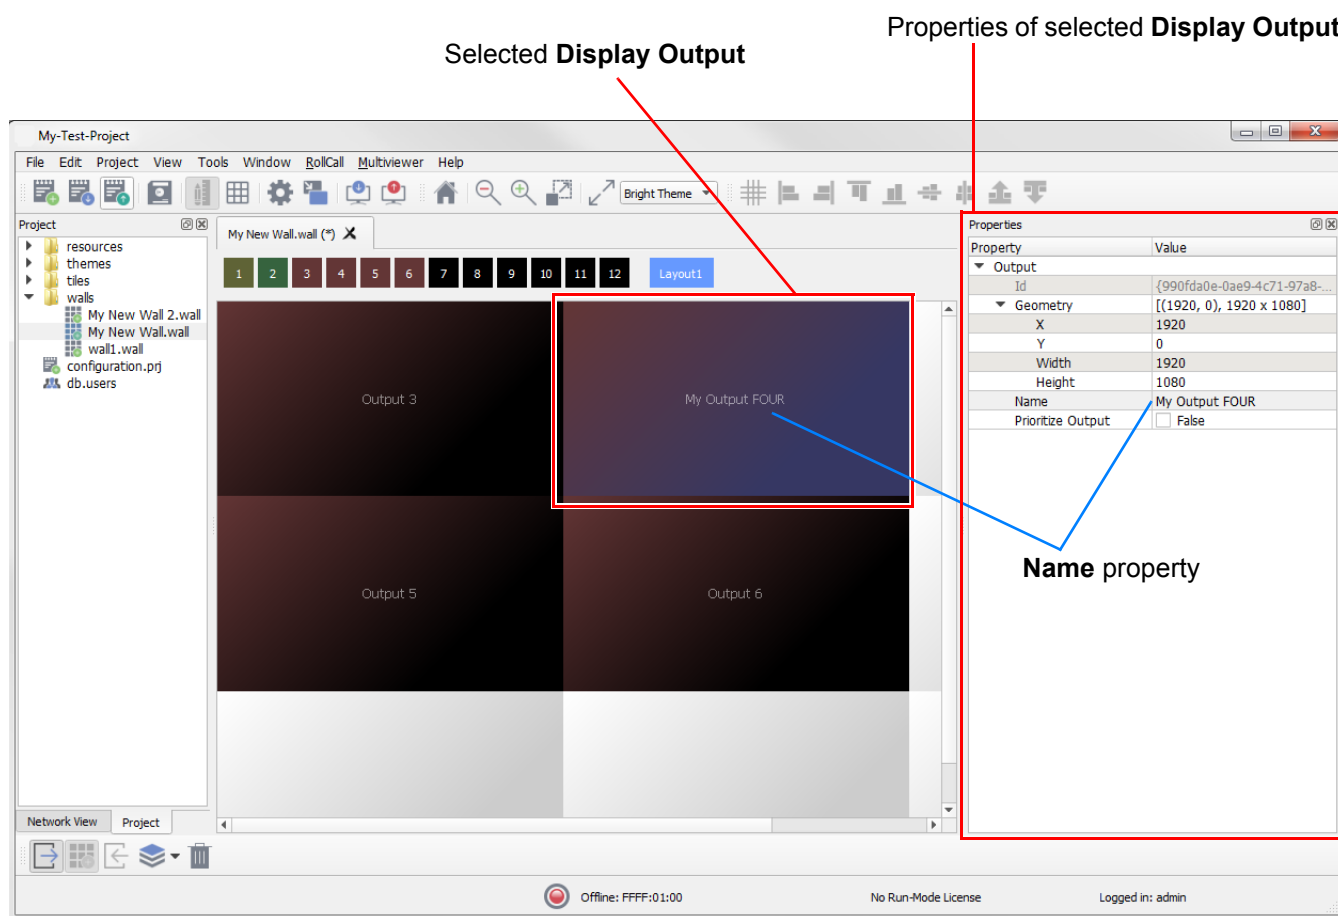 Properties of selected Display Output
Selected Display Output
My-Test-Project
File Edit Project View Tools Window RollCall Multiviewer Help
Bright Theme
Project
resources
themes
tiles
walls
My New Wall 2.wall
My New Wall.wall
wall1.wall
configuration.prj
db.users
Network View Project
My New Wall.wall (*)
1 2 3 4 5 6 7 8 9 10 11 12 Layout1
Output 3
My Output FOUR
Output 5
Output 6
Properties
Property Value
Output
Id {990fda0e-0ae9-4c71-97a8-...
Geometry [(1920, 0), 1920 x 1080]
X 1920
Y 0
Width 1920
Height 1080
Name My Output FOUR
Prioritize Output False
Name property
Offline: FFFF:01:00 No Run-Mode License Logged in: admin